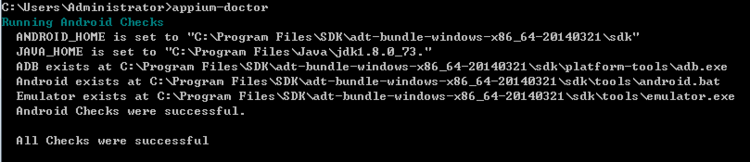 C:\Users\Administrator>appium-doctor
Running Android Checks
ANDROID_HOME is set to "C:\Program Files\SDK\adt-bundle-windows-x86_64-20140321\sdk"
JAVA_HOME is set to "C:\Program Files\Java\jdk1.8.0_73."
ADB exists at C:\Program Files\SDK\adt-bundle-windows-x86_64-20140321\sdk\platform-tools\adb.exe
Android exists at C:\Program Files\SDK\adt-bundle-windows-x86_64-20140321\sdk\tools\android.bat
Emulator exists at C:\Program Files\SDK\adt-bundle-windows-x86_64-20140321\sdk\tools\emulator.exe
Android Checks were successful.
All Checks were successful